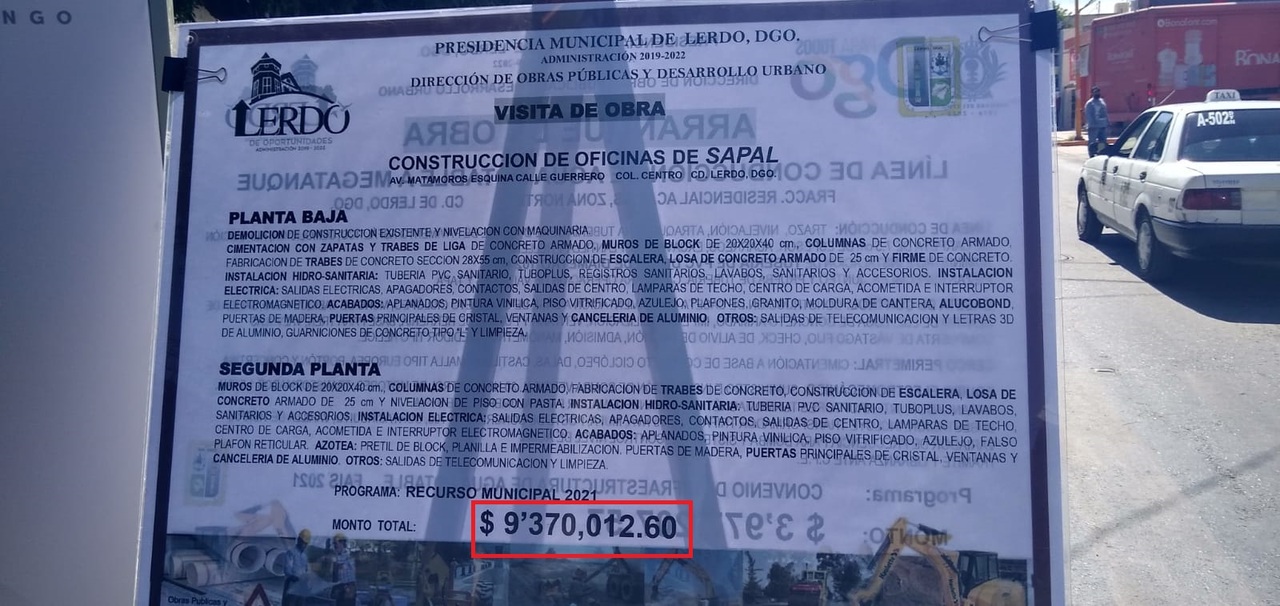 NGO
PRESIDENCIA MUNICIPAL DE LERDO, DGO.
ADMINISTRACIÓN 2019-2022
DIRECCIÓN DE OBRAS PÚBLICAS Y DESARROLLO URBANO
LERDO
DE OPORTUNIDADES
ADMINISTRACIÓN 2019 - 2022
VISITA DE OBRA
CONSTRUCCION DE OFICINAS DE SAPAL
AV. MATAMOROS ESQUINA CALLE GUERRERO COL. CENTRO CD. LERDO, DGO.
PLANTA BAJA
DEMOLICION DE CONSTRUCCION EXISTENTE Y NIVELACION CON MAQUINARIA.
CIMENTACION CON ZAPATAS Y TRABES DE LIGA DE CONCRETO ARMADO, MUROS DE BLOCK DE 20X20X40 cm., COLUMNAS DE CONCRETO ARMADO,
FABRICACION DE TRABES DE CONCRETO SECCION 28X55 cm, CONSTRUCCION DE ESCALERA, LOSA DE CONCRETO ARMADO DE 25 cm Y FIRME DE CONCRETO.
INSTALACION HIDRO-SANITARIA: TUBERIA PVC SANITARIO, TUBOPLUS, REGISTROS SANITARIOS, LAVABOS, SANITARIOS Y ACCESORIOS. INSTALACION
ELECTRICA: SALIDAS ELECTRICAS, APAGADORES CONTACTOS, SALIDAS DE CENTRO, LAMPARAS DE TECHO, CENTRO DE CARGA, ACOMETIDA E INTERRUPTOR
ELECTROMAGNETICO, ACABADOS: APLANADOS, PINTURA VINILICA, PISO VITRIFICADO, AZULEJO, PLAFONES, GRANITO, MOLDURA DE CANTERA, ALUCOBOND,
PUERTAS DE MADERA, PUERTAS PRINCIPALES DE CRISTAL, VENTANAS Y CANCELERIA DE ALUMINIO. OTROS: SALIDAS DE TELECOMUNICACION Y LETRAS 3D
DE ALUMINIO, GUARNICIONES DE CONCRETO TIPO "L" Y LIMPIEZA.
SEGUNDA PLANTA
MUROS DE BLOCK DE 20X20X40 cm., COLUMNAS DE CONCRETO ARMADO, FABRICACION DE TRABES DE CONCRETO, CONSTRUCCION DE ESCALERA, LOSA DE
CONCRETO ARMADO DE 25 cm Y NIVELACION DE PISO CON PASTA. INSTALACION HIDRO-SANITARIA: TUBERIA PVC SANITARIO, TUBOPLUS, LAVABOS,
SANITARIOS Y ACCESORIOS. INSTALACION ELECTRICA: SALIDAS ELECTRICAS, APAGADORES, CONTACTOS, SALIDAS DE CENTRO, LAMPARAS DE TECHO,
CENTRO DE CARGA, ACOMETIDA E INTERRUPTOR ELECTROMAGNETICO. ACABADOS: APLANADOS, PINTURA VINILICA, PISO VITRIFICADO, AZULEJO, FALSO
PLAFON RETICULAR. AZOTEA: PRETIL DE BLOCK, PLANILLA E IMPERMEABILIZACION. PUERTAS DE MADERA, PUERTAS PRINCIPALES DE CRISTAL, VENTANAS Y
CANCELERIA DE ALUMINIO. OTROS: SALIDAS DE TELECOMUNICACION Y LIMPIEZA.
PROGRAMA: RECURSO MUNICIPAL 2021
MONTO TOTAL: $ 9'370,012.60
Obras Públicas y
TAXI
A-502
BONA